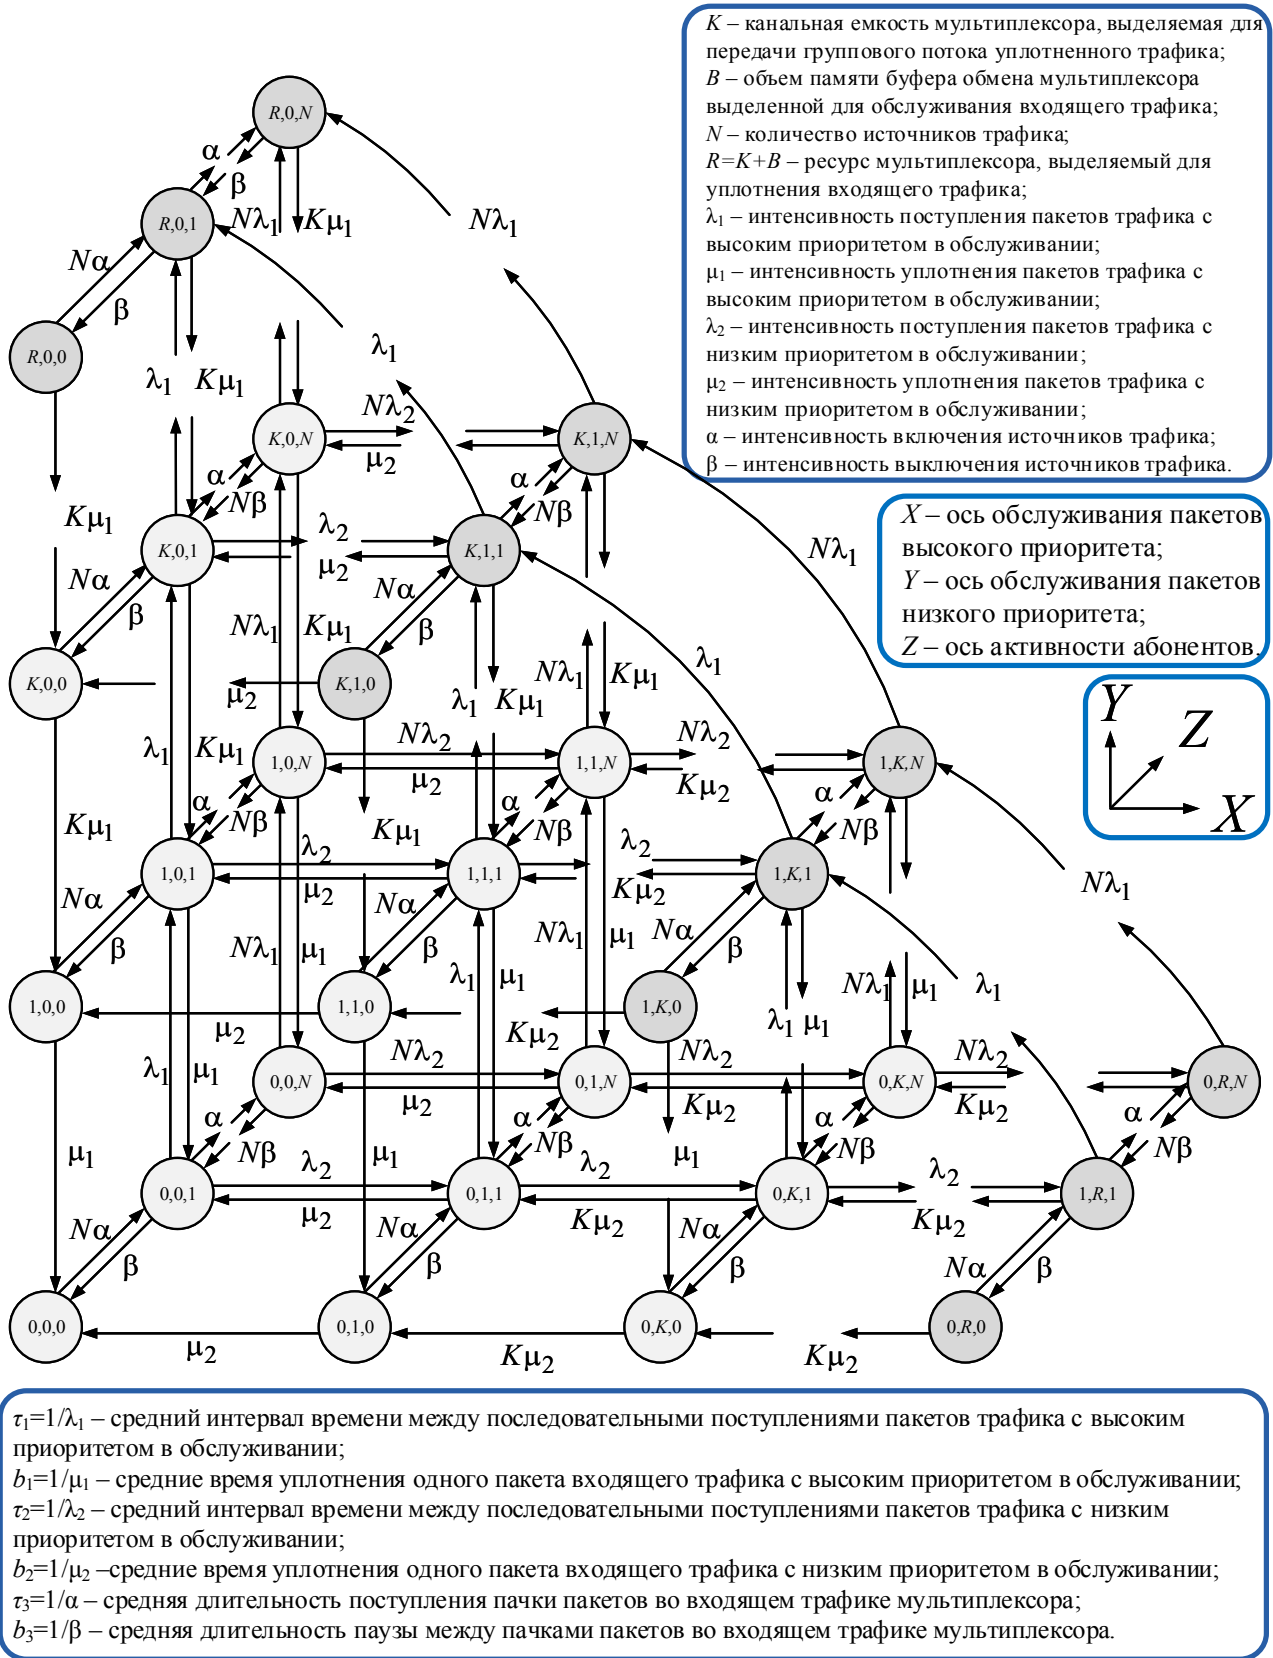 K – канальная емкость мультиплексора, выделяемая для
передачи группового потока уплотненного трафика;
B – объем памяти буфера обмена мультиплексора
выделенной для обслуживания входящего трафика;
N – количество источников трафика;
R=K+B – ресурс мультиплексора, выделяемый для
уплотнения входящего трафика;
λ₁ – интенсивность поступления пакетов трафика с
высоким приоритетом в обслуживании;
μ₁ – интенсивность уплотнения пакетов трафика с
высоким приоритетом в обслуживании;
λ₂ – интенсивность поступления пакетов трафика с
низким приоритетом в обслуживании;
μ₂ – интенсивность уплотнения пакетов трафика с
низким приоритетом в обслуживании;
α – интенсивность включения источников трафика;
β – интенсивность выключения источников трафика.
X – ось обслуживания пакетов
высокого приоритета;
Y – ось обслуживания пакетов
низкого приоритета;
Z – ось активности абонентов.
Y
Z
X
R,0,N
α
β
R,0,1
Nλ₁
Kμ₁
Nλ₁
Nα
β
R,0,0
λ₁
λ₁
Kμ₁
Nλ₂
K,0,N
K,1,N
μ₂
α
Nβ
α
Nβ
Kμ₁
λ₂
K,0,1
K,1,1
μ₂
Nλ₁
Nα
β
Nα
β
Nλ₁
Kμ₁
λ₁
K,0,0
K,1,0
μ₂
Nλ₁
Kμ₁
λ₁
Kμ₁
λ₁
Kμ₁
Nλ₂
Nλ₂
1,0,N
1,1,N
1,K,N
μ₂
Kμ₂
α
Nβ
α
Nβ
α
Nβ
Kμ₁
Kμ₁
λ₂
λ₂
1,0,1
1,1,1
1,K,1
μ₂
Kμ₂
Nλ₁
Nα
β
Nα
β
Nα
β
Nλ₁
μ₁
Nλ₁
μ₁
λ₁
μ₁
Nλ₁
μ₁
λ₁
1,0,0
1,1,0
1,K,0
μ₂
Kμ₂
λ₁
μ₁
λ₁
μ₁
Nλ₂
Nλ₂
Nλ₂
0,0,N
0,1,N
0,K,N
0,R,N
μ₂
Kμ₂
Kμ₂
α
Nβ
α
Nβ
α
Nβ
α
Nβ
μ₁
μ₁
μ₁
λ₂
λ₂
λ₂
0,0,1
0,1,1
0,K,1
1,R,1
μ₂
Kμ₂
Kμ₂
Nα
β
Nα
β
Nα
β
Nα
β
0,0,0
0,1,0
0,K,0
0,R,0
μ₂
Kμ₂
Kμ₂
τ₁=1/λ₁ – средний интервал времени между последовательными поступлениями пакетов трафика с высоким
приоритетом в обслуживании;
b₁=1/μ₁ – средние время уплотнения одного пакета входящего трафика с высоким приоритетом в обслуживании;
τ₂=1/λ₂ – средний интервал времени между последовательными поступлениями пакетов трафика с низким
приоритетом в обслуживании;
b₂=1/μ₂ –средние время уплотнения одного пакета входящего трафика с низким приоритетом в обслуживании;
τ₃=1/α – средняя длительность поступления пачки пакетов во входящем трафике мультиплексора;
b₃=1/β – средняя длительность паузы между пачками пакетов во входящем трафике мультиплексора.